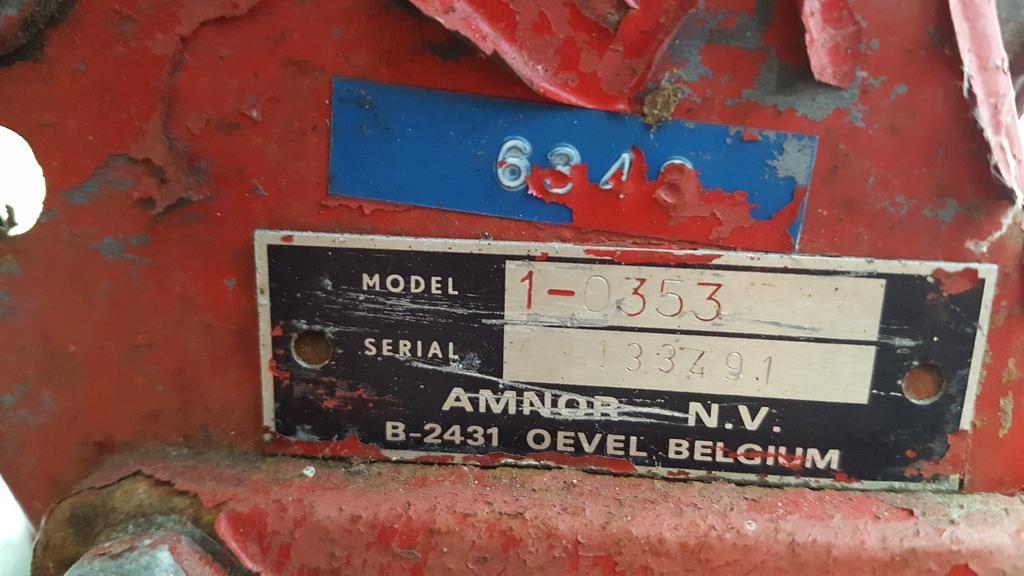 6348
MODEL 1-0353
SERIAL 133491
AMNOR N.V.
B-2431 OEVEL BELGIUM